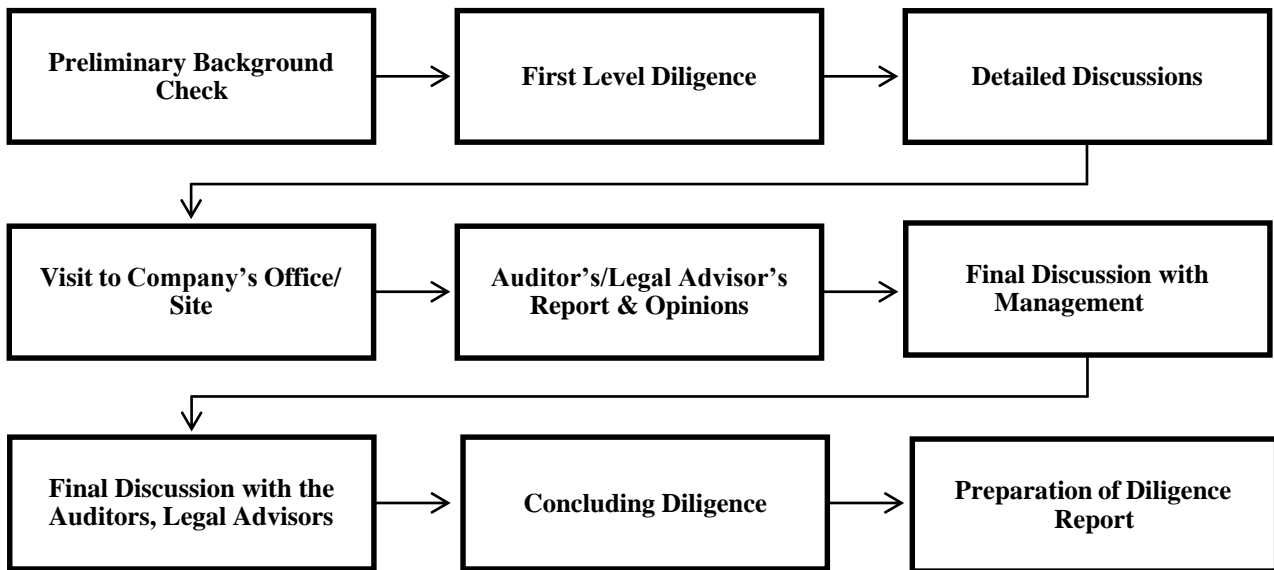 Preliminary Background
Check
First Level Diligence
Detailed Discussions
Visit to Company’s Office/
Site
Auditor’s/Legal Advisor’s
Report & Opinions
Final Discussion with
Management
Final Discussion with the
Auditors, Legal Advisors
Concluding Diligence
Preparation of Diligence
Report